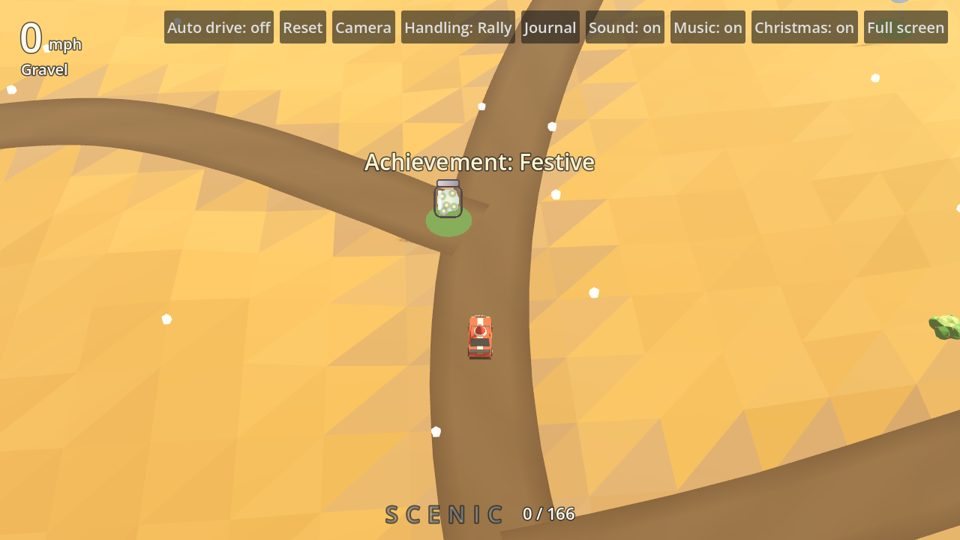 0 mph
Gravel
Auto drive: off Reset Camera Handling: Rally Journal Sound: on Music: on Christmas: on Full screen
Achievement: Festive
SCENIC 0 / 166